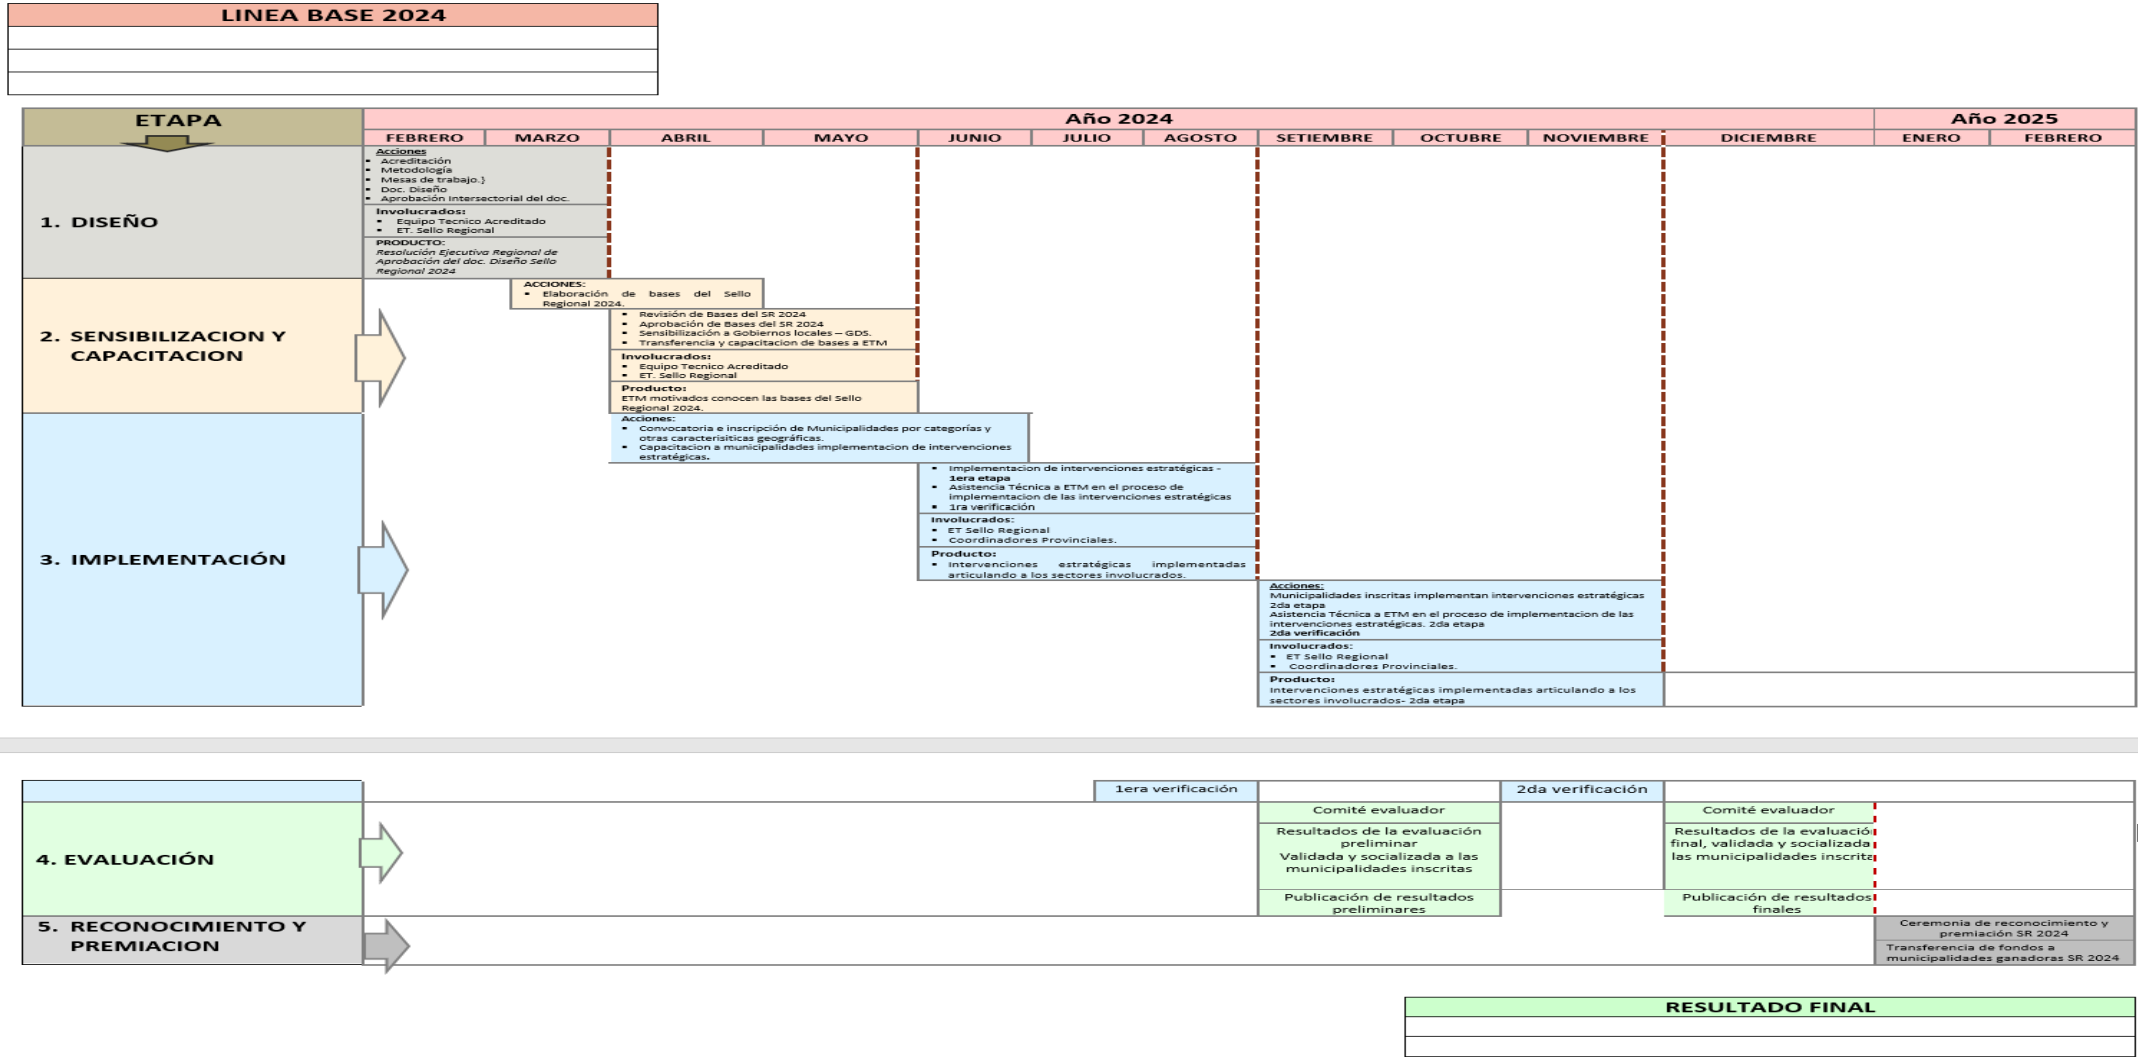 LINEA BASE 2024
ETAPA
Año 2024
Año 2025
FEBRERO
MARZO
ABRIL
MAYO
JUNIO
JULIO
AGOSTO
SETIEMBRE
OCTUBRE
NOVIEMBRE
DICIEMBRE
ENERO
FEBRERO
1. DISEÑO
Acciones
▪ Acreditación
▪ Metodología
▪ Mesas de trabajo.}
▪ Doc. Diseño
▪ Aprobación Intersectorial del doc.
Involucrados:
▪ Equipo Tecnico Acreditado
▪ ET. Sello Regional
PRODUCTO:
Resolución Ejecutiva Regional de
Aprobación del doc. Diseño Sello
Regional 2024
2. SENSIBILIZACION Y
CAPACITACION
ACCIONES:
▪ Elaboración de bases del Sello
Regional 2024.
▪ Revisión de Bases del SR 2024
▪ Aprobación de Bases del SR 2024
▪ Sensibilización a Gobiernos locales – GDS.
▪ Transferencia y capacitacion de bases a ETM
Involucrados:
▪ Equipo Tecnico Acreditado
▪ ET. Sello Regional
Producto:
ETM motivados conocen las bases del Sello
Regional 2024.
3. IMPLEMENTACIÓN
Acciones:
▪ Convocatoria e inscripción de Municipalidades por categorías y
otras caracterisiticas geográficas.
▪ Capacitacion a municipalidades implementacion de intervenciones
estratégicas.
▪ Implementacion de intervenciones estratégicas -
1era etapa
▪ Asistencia Técnica a ETM en el proceso de
implementacion de las intervenciones estratégicas
▪ 1ra verificación
Involucrados:
▪ ET Sello Regional
▪ Coordinadores Provinciales.
Producto:
▪ Intervenciones estratégicas implementadas
articulando a los sectores involucrados.
Acciones:
Municipalidades inscritas implementan intervenciones estratégicas
2da etapa
Asistencia Técnica a ETM en el proceso de implementacion de las
intervenciones estratégicas. 2da etapa
2da verificación
Involucrados:
▪ ET Sello Regional
▪ Coordinadores Provinciales.
Producto:
Intervenciones estratégicas implementadas articulando a los
sectores involucrados- 2da etapa
1era verificación
2da verificación
4. EVALUACIÓN
Comité evaluador
Resultados de la evaluación
preliminar
Validada y socializada a las
municipalidades inscritas
Publicación de resultados
preliminares
Comité evaluador
Resultados de la evaluación
final, validada y socializada
las municipalidades inscrita
Publicación de resultados
finales
5. RECONOCIMIENTO Y
PREMIACION
Ceremonia de reconocimiento y
premiación SR 2024
Transferencia de fondos a
municipalidades ganadoras SR 2024
RESULTADO FINAL